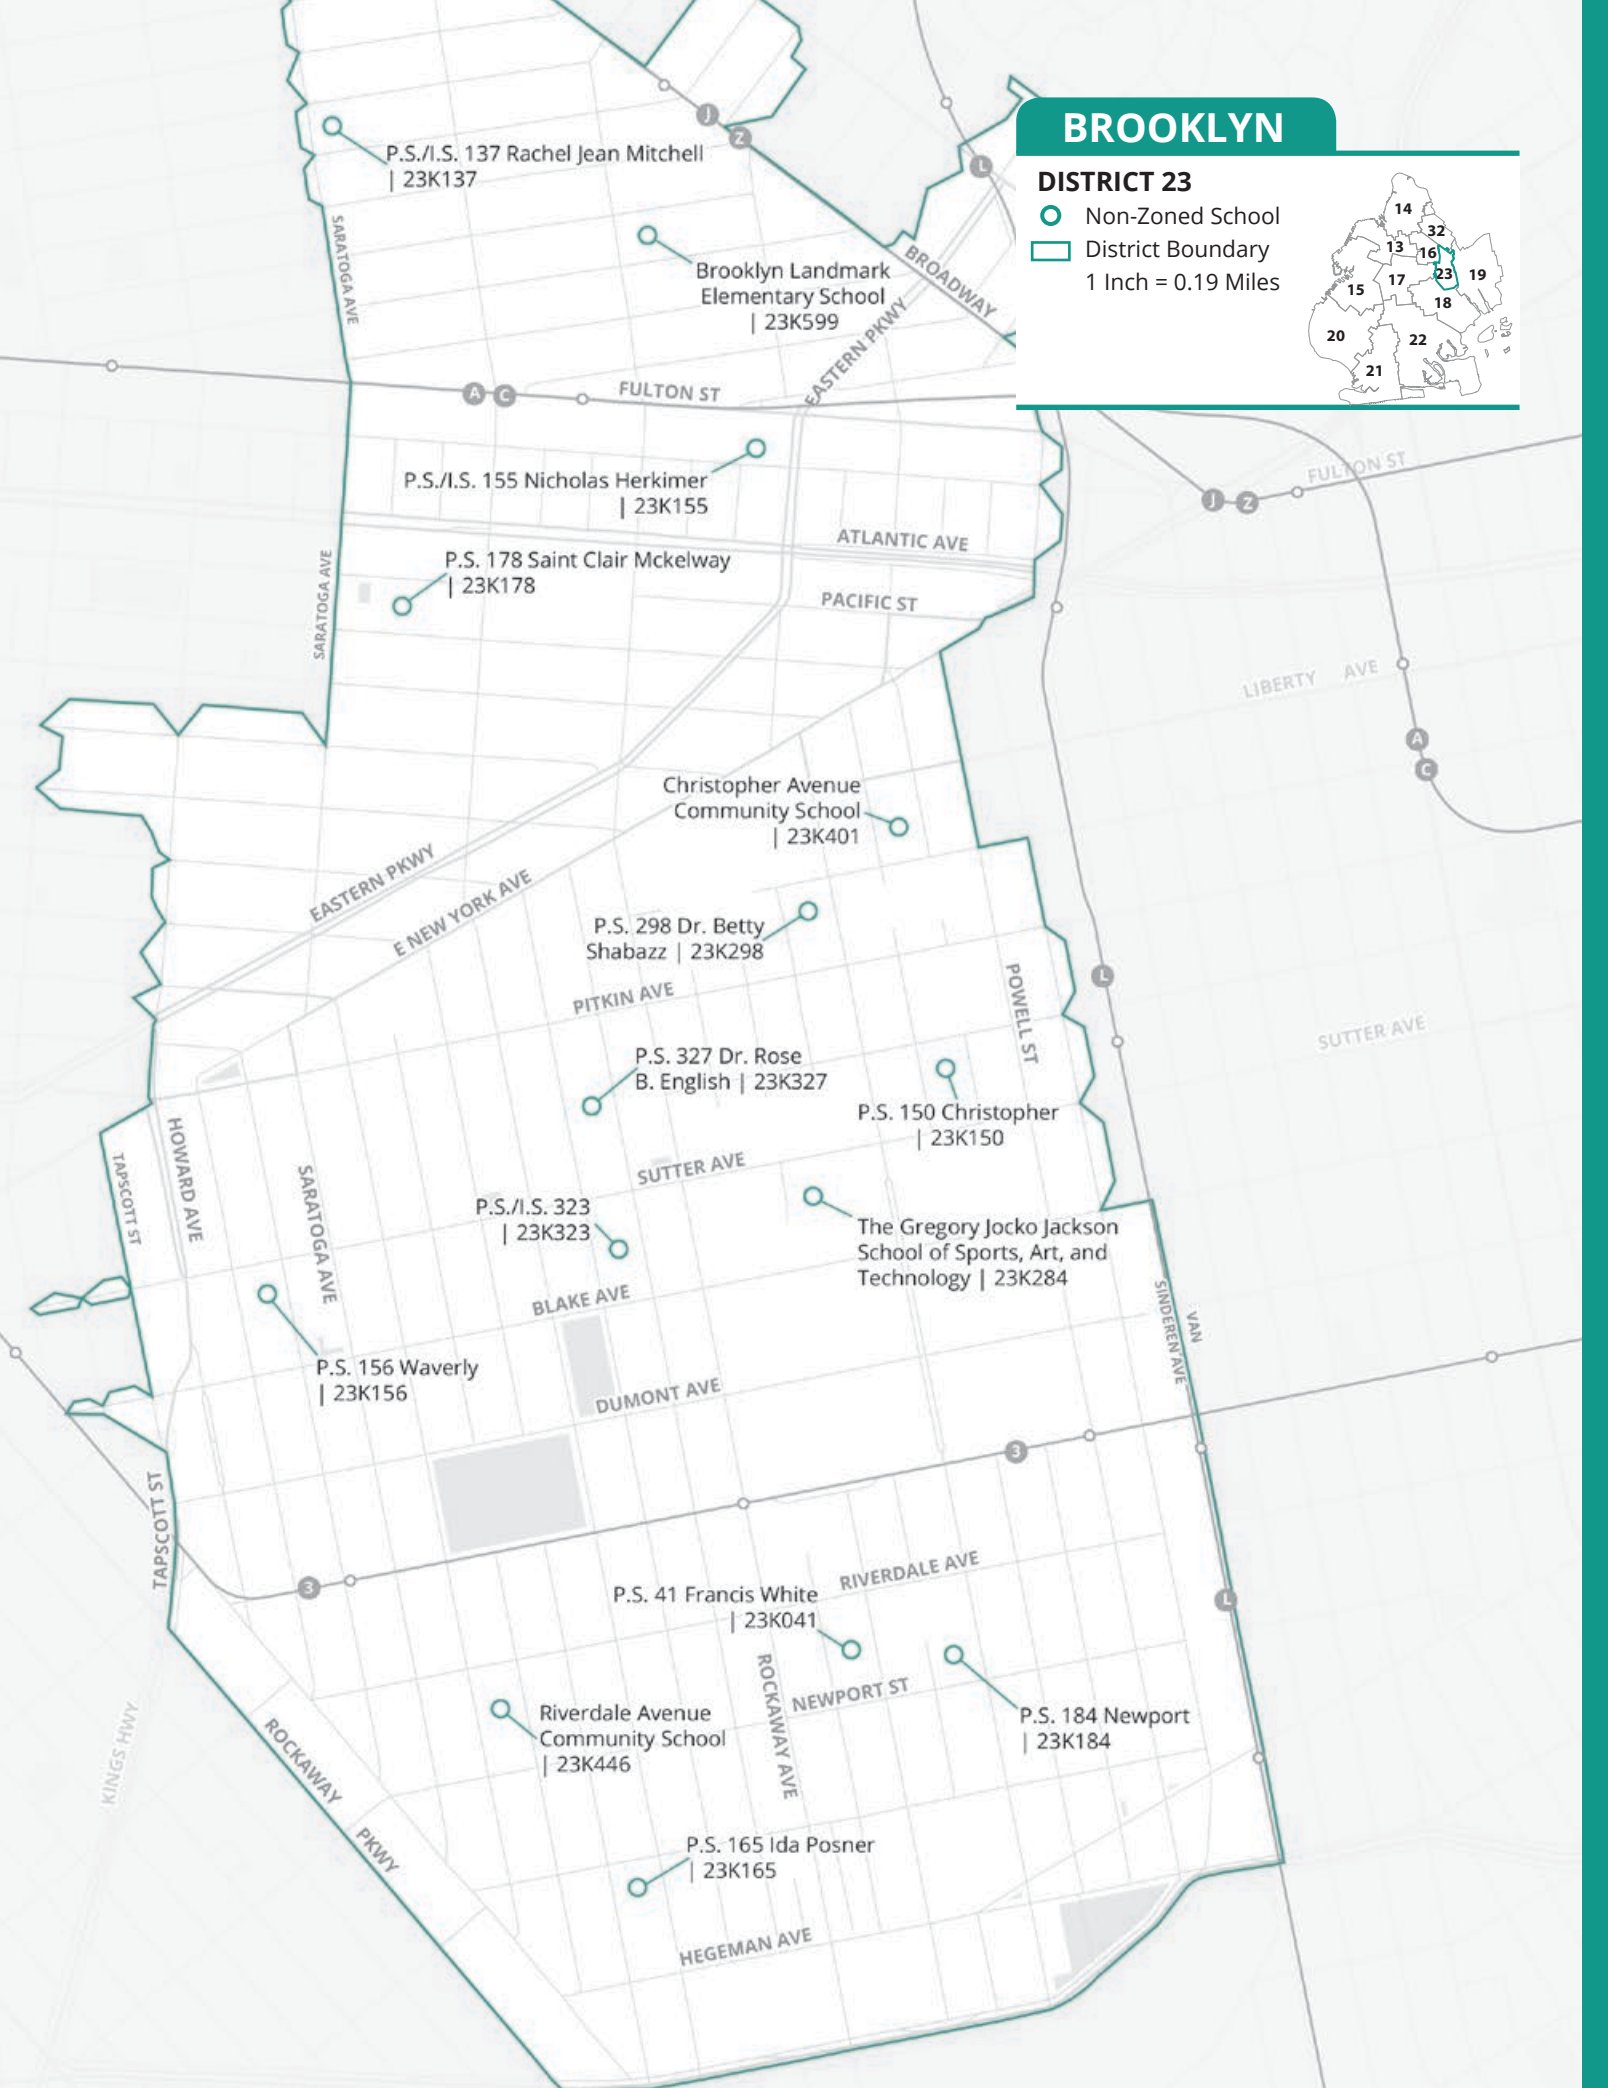 BROOKLYN
DISTRICT 23
Non-Zoned School
District Boundary
1 Inch = 0.19 Miles
14
32
13
16
23
19
17
15
18
20
22
21
J
Z
L
P.S./I.S. 137 Rachel Jean Mitchell
| 23K137
SARATOGA AVE
Brooklyn Landmark
Elementary School
| 23K599
BROADWAY
EASTERN PKWY
A
C
FULTON ST
P.S./I.S. 155 Nicholas Herkimer
| 23K155
FULTON ST
J
Z
ATLANTIC AVE
P.S. 178 Saint Clair Mckelway
| 23K178
SARATOGA AVE
PACIFIC ST
LIBERTY AVE
A
C
Christopher Avenue
Community School
| 23K401
EASTERN PKWY
E NEW YORK AVE
P.S. 298 Dr. Betty
Shabazz | 23K298
PITKIN AVE
POWELL ST
L
SUTTER AVE
P.S. 327 Dr. Rose
B. English | 23K327
P.S. 150 Christopher
| 23K150
HOWARD AVE
TAPSCOTT ST
SARATOGA AVE
SUTTER AVE
P.S./I.S. 323
| 23K323
The Gregory Jocko Jackson
School of Sports, Art, and
Technology | 23K284
BLAKE AVE
VAN
SINDEREN AVE
P.S. 156 Waverly
| 23K156
DUMONT AVE
3
TAPSCOTT ST
3
RIVERDALE AVE
P.S. 41 Francis White
| 23K041
L
ROCKAWAY AVE
NEWPORT ST
Riverdale Avenue
Community School
| 23K446
P.S. 184 Newport
| 23K184
KINGS HWY
ROCKAWAY
PKWY
P.S. 165 Ida Posner
| 23K165
HEGEMAN AVE